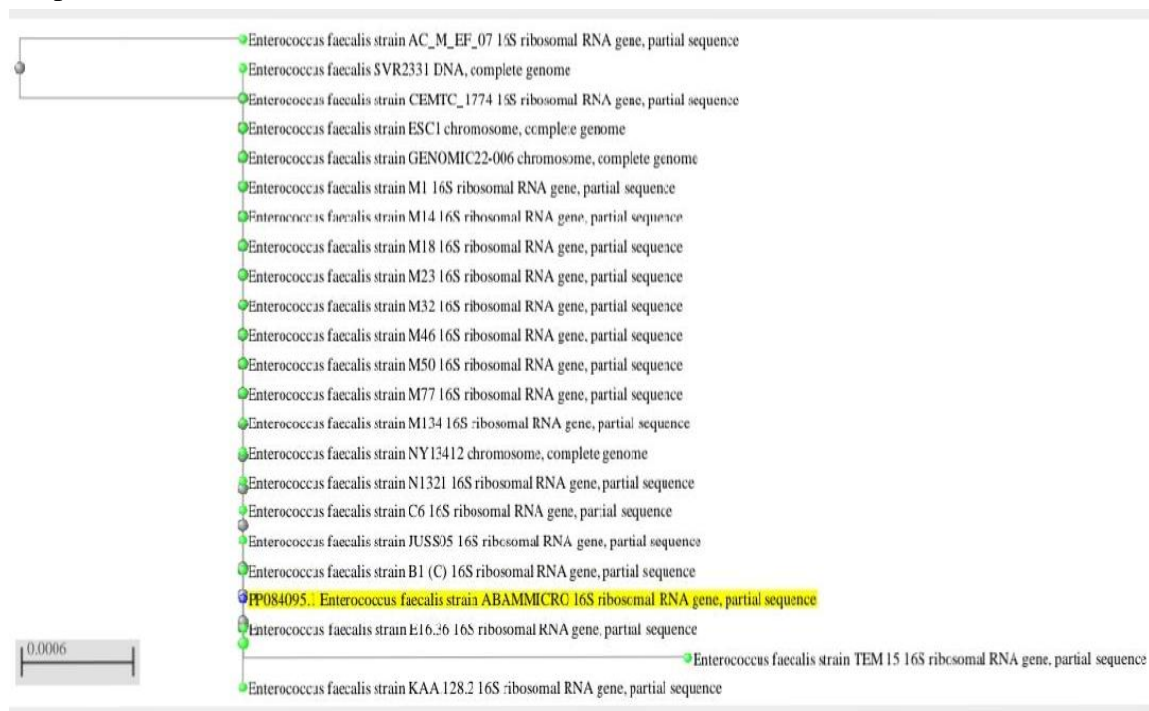 Enterococcus faecalis strain AC_M_EF_07 16S ribosomal RNA gene, partial sequence
Enterococcus faecalis SVR2331 DNA, complete genome
Enterococcus faecalis strain CEMTC_1774 16S ribosomal RNA gene, partial sequence
Enterococcus faecalis strain ESC1 chromosome, complete genome
Enterococcus faecalis strain GENOMIC22-006 chromosome, complete genome
Enterococcus faecalis strain M1 16S ribosomal RNA gene, partial sequence
Enterococcus faecalis strain M14 16S ribosomal RNA gene, partial sequence
Enterococcus faecalis strain M18 16S ribosomal RNA gene, partial sequence
Enterococcus faecalis strain M23 16S ribosomal RNA gene, partial sequence
Enterococcus faecalis strain M32 16S ribosomal RNA gene, partial sequence
Enterococcus faecalis strain M46 16S ribosomal RNA gene, partial sequence
Enterococcus faecalis strain M50 16S ribosomal RNA gene, partial sequence
Enterococcus faecalis strain M77 16S ribosomal RNA gene, partial sequence
Enterococcus faecalis strain M134 16S ribosomal RNA gene, partial sequence
Enterococcus faecalis strain NY13412 chromosome, complete genome
Enterococcus faecalis strain N1321 16S ribosomal RNA gene, partial sequence
Enterococcus faecalis strain C6 16S ribosomal RNA gene, partial sequence
Enterococcus faecalis strain JUSS05 16S ribosomal RNA gene, partial sequence
Enterococcus faecalis strain B1 (C) 16S ribosomal RNA gene, partial sequence
PP084095.1 Enterococcus faecalis strain ABAMMICRO 16S ribosomal RNA gene, partial sequence
Enterococcus faecalis strain E16.36 16S ribosomal RNA gene, partial sequence
0.0006
Enterococcus faecalis strain TEM 15 16S ribosomal RNA gene, partial sequence
Enterococcus faecalis strain KAA 128.2 16S ribosomal RNA gene, partial sequence